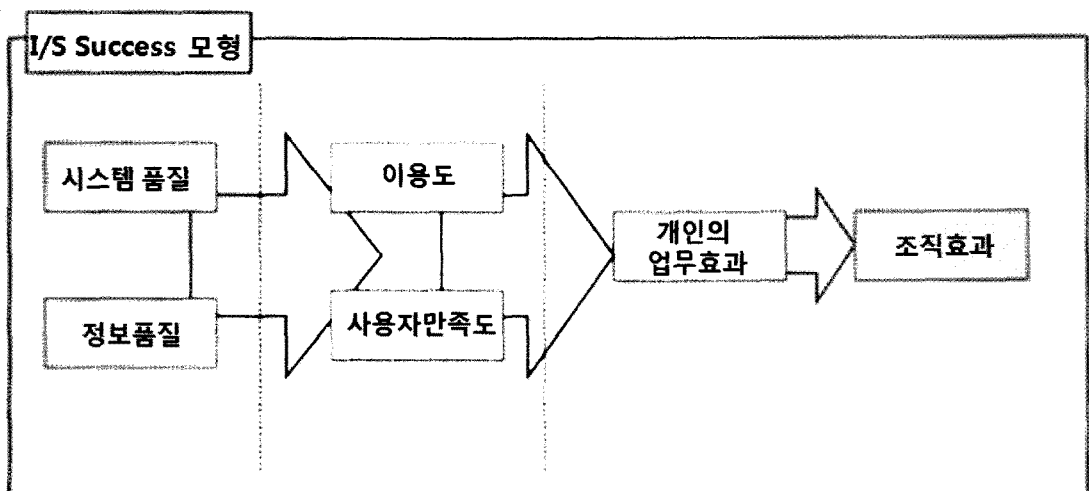 I/S Success 모형
시스템 품질
이용도
개인의
업무효과
조직효과
정보품질
사용자만족도